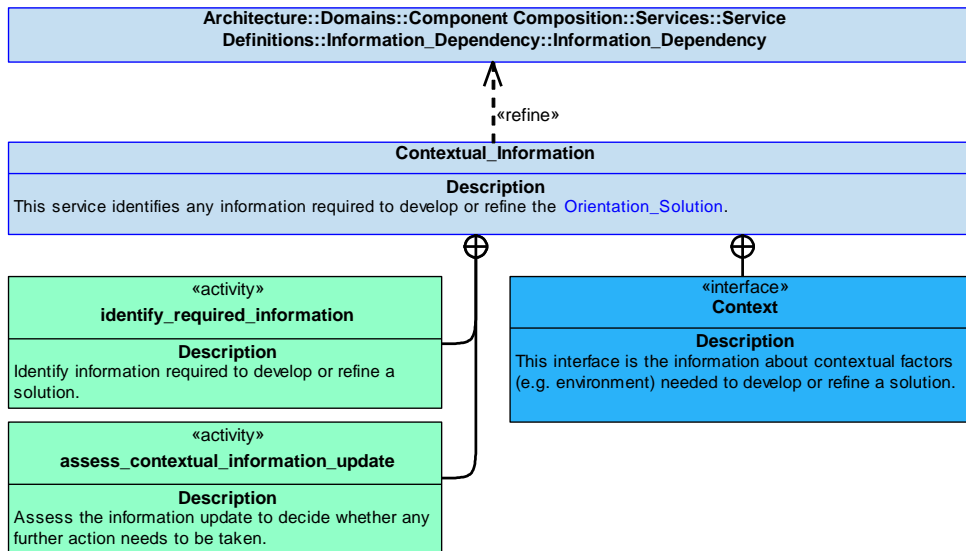 Architecture::Domains::Component Composition::Services::Service
Definitions::Information_Dependency::Information_Dependency
«refine»
Contextual_Information
Description
This service identifies any information required to develop or refine the Orientation_Solution.
«activity»
identify_required_information
Description
Identify information required to develop or refine a
solution.
«interface»
Context
Description
This interface is the information about contextual factors
(e.g. environment) needed to develop or refine a solution.
«activity»
assess_contextual_information_update
Description
Assess the information update to decide whether any
further action needs to be taken.